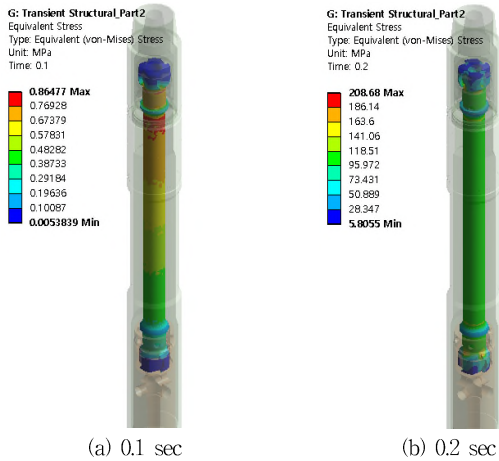 G: Transient Structural_Part2
Equivalent Stress
Type: Equivalent (von-Mises) Stress
Unit: MPa
Time: 0.1
0.86477 Max
0.76928
0.67379
0.57831
0.48282
0.38733
0.29184
0.19636
0.10087
0.0053839 Min
(a) 0.1 sec
G: Transient Structural_Part2
Equivalent Stress
Type: Equivalent (von-Mises) Stress
Unit: MPa
Time: 0.2
208.68 Max
186.14
163.6
141.06
118.51
95.972
73.431
50.889
28.347
5.8055 Min
(b) 0.2 sec